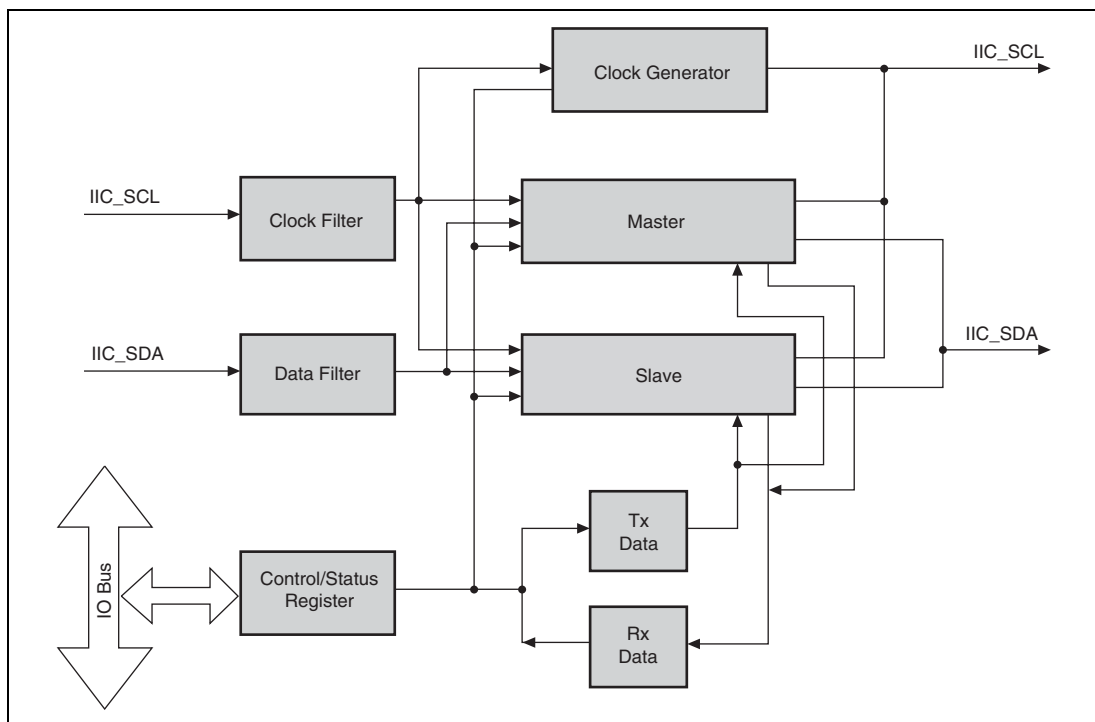 Clock Generator
IIC_SCL
IIC_SCL
Clock Filter
Master
IIC_SDA
Data Filter
Slave
IIC_SDA
Tx
Data
IO Bus
Control/Status
Register
Rx
Data